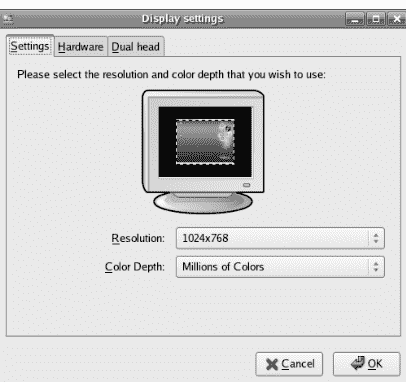 Display settings
Settings Hardware Dual head
Please select the resolution and color depth that you wish to use:
Resolution: 1024x768
Color Depth: Millions of Colors
Cancel OK